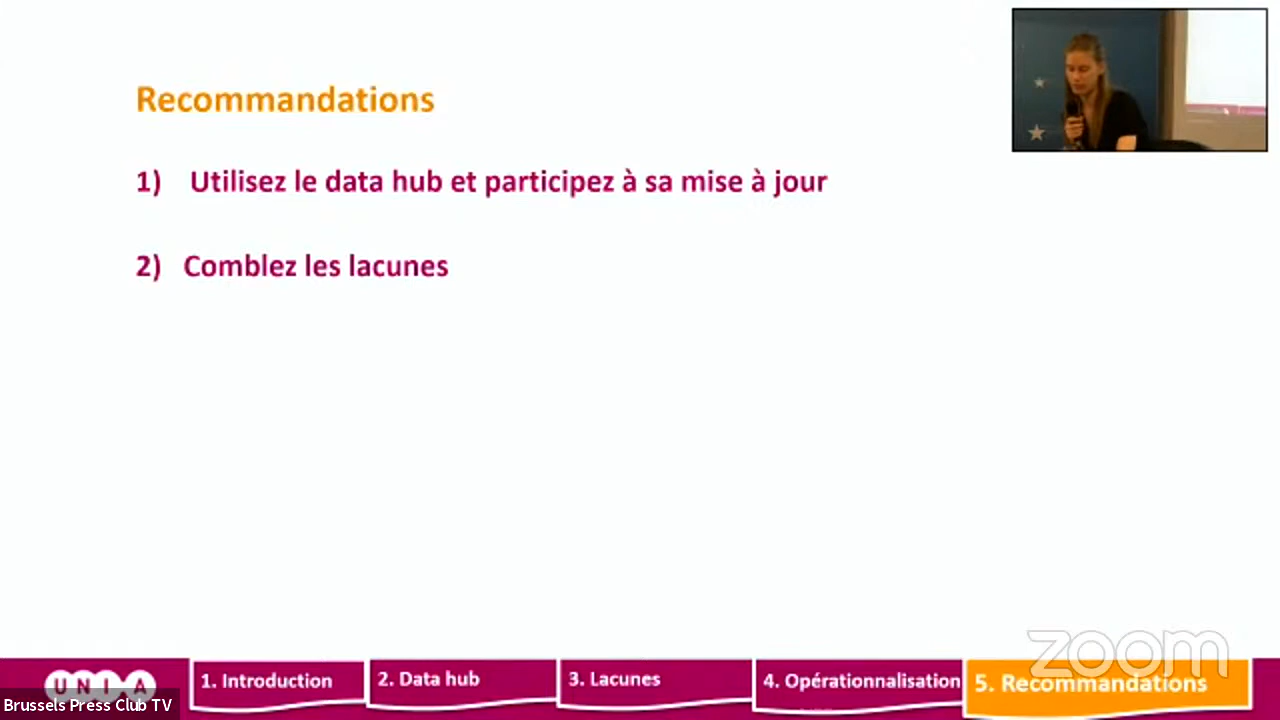 Recommandations
1) Utilisez le data hub et participez à sa mise à jour
2) Comblez les lacunes
zoom
UNIA
1. Introduction
2. Data hub
3. Lacunes
4. Opérationnalisation
5. Recommandations
Brussels Press Club TV